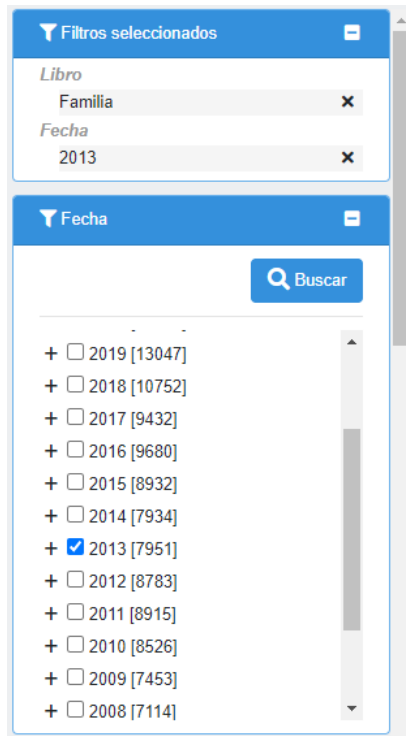 Filtros seleccionados
Libro
Familia
Fecha
2013
Fecha
Buscar
2019 [13047]
2018 [10752]
2017 [9432]
2016 [9680]
2015 [8932]
2014 [7934]
2013 [7951]
2012 [8783]
2011 [8915]
2010 [8526]
2009 [7453]
2008 [7114]